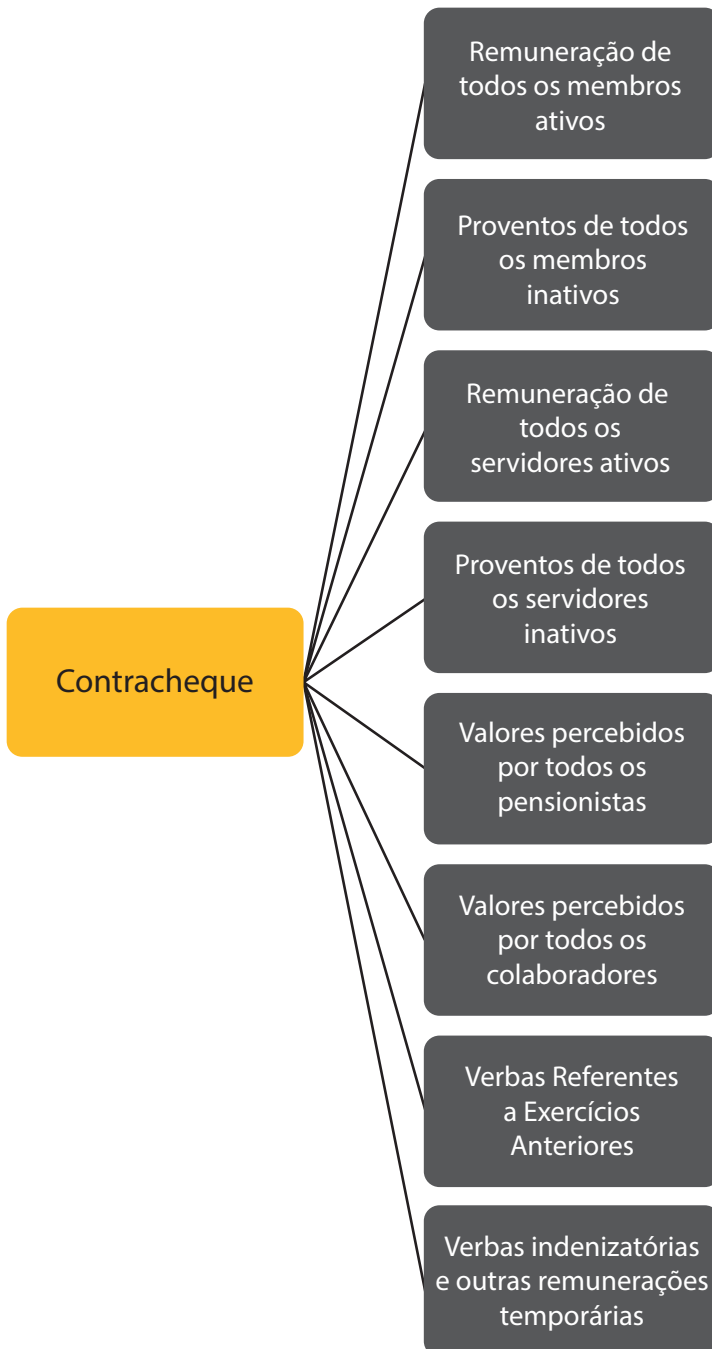 Remuneração de
todos os membros
ativos
Proventos de todos
os membros
inativos
Remuneração de
todos os
servidores ativos
Proventos de todos
os servidores
inativos
Contracheque
Valores percebidos
por todos os
pensionistas
Valores percebidos
por todos os
colaboradores
Verbas Referentes
a Exercícios
Anteriores
Verbas indenizatórias
e outras remunerações
temporárias